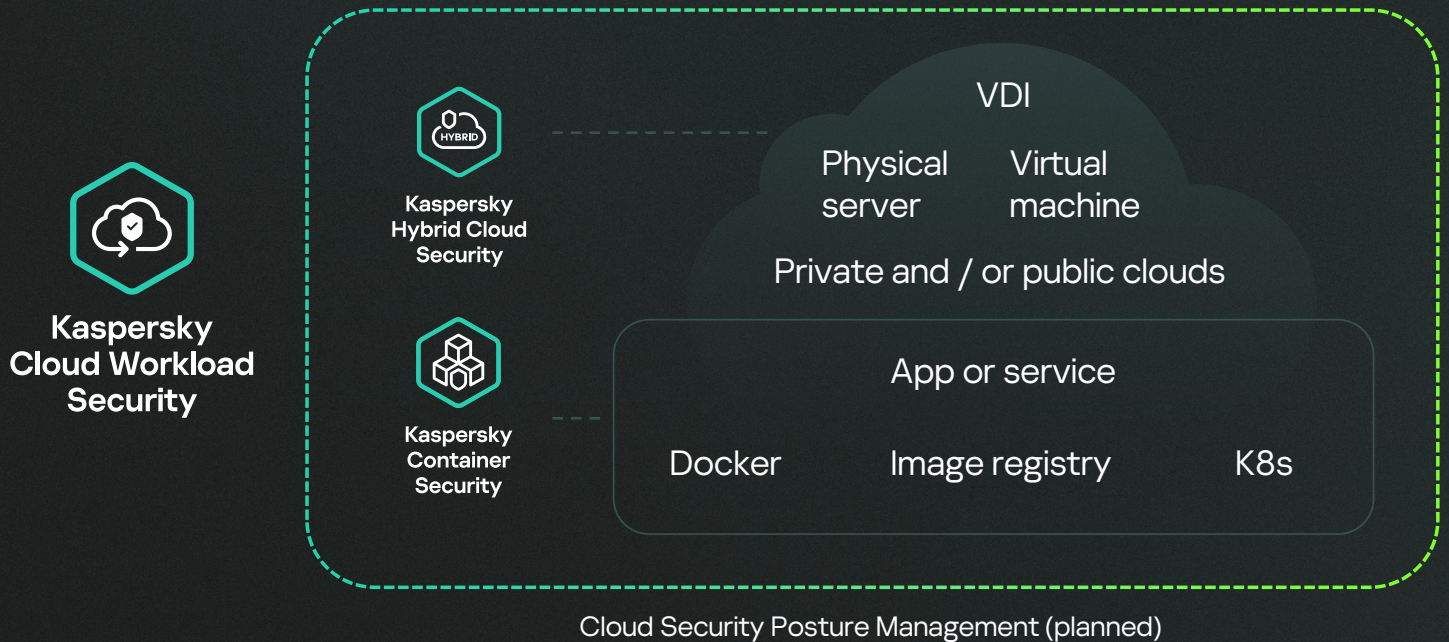 VDI
HYBRID
Physical
server
Virtual
machine
Kaspersky
Hybrid Cloud
Security
Private and / or public clouds
Kaspersky
Cloud Workload
Security
App or service
Kaspersky
Container
Security
Docker
Image registry
K8s
Cloud Security Posture Management (planned)